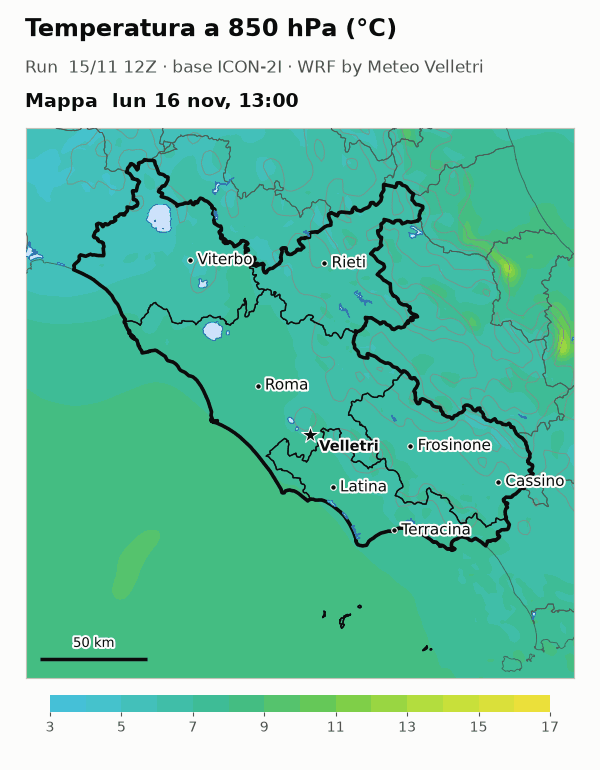 Temperatura a 850 hPa (°C)
Run  15/11 12Z · base ICON-2I · WRF by Meteo Velletri
Mappa  lun 16 nov, 13:00
Viterbo
Rieti
Roma
Velletri
Frosinone
Latina
Cassino
Terracina
50 km
3 5 7 9 11 13 15 17